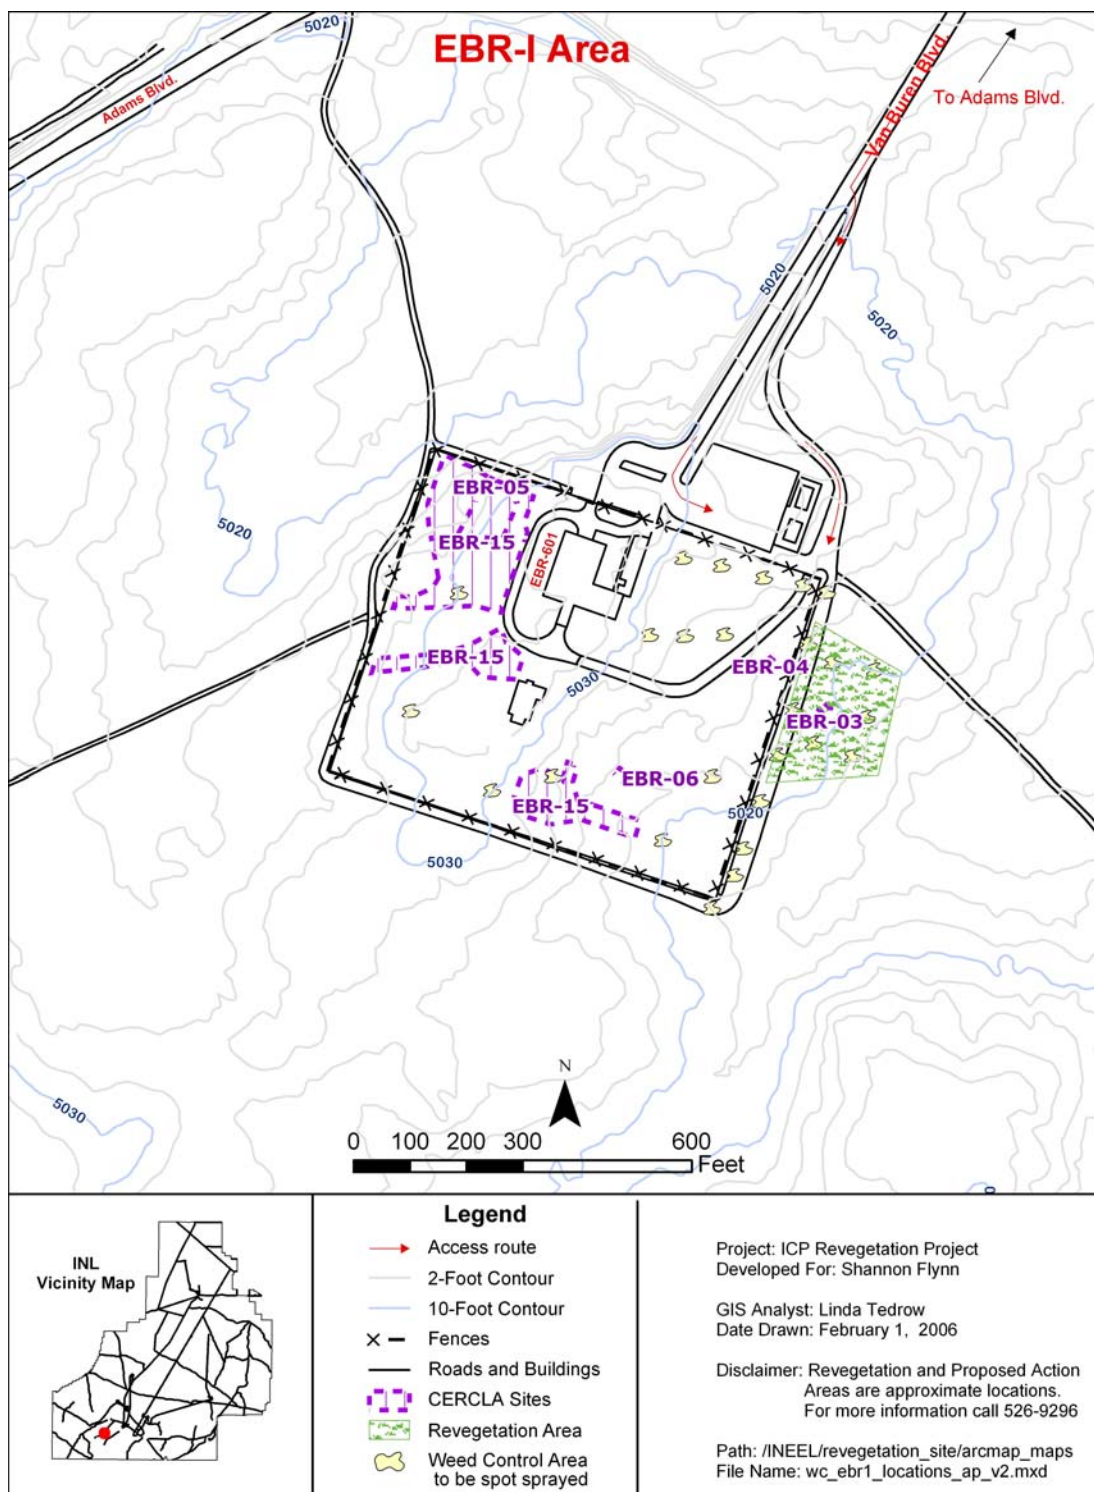 5020
EBR-I Area
Adams Blvd.
Van Buren Blvd.
To Adams Blvd.
5020
5020
5020
EBR-05
EBR-15
EBR-601
EBR-15
EBR-04
5030
EBR-03
EBR-06
EBR-15
5020
5030
5030
N
0 100 200 300 600
Feet
INL
Vicinity Map
Legend
Access route
2-Foot Contour
10-Foot Contour
Fences
Roads and Buildings
CERCLA Sites
Revegetation Area
Weed Control Area
to be spot sprayed
Project: ICP Revegetation Project
Developed For: Shannon Flynn
GIS Analyst: Linda Tedrow
Date Drawn: February 1, 2006
Disclaimer: Revegetation and Proposed Action
Areas are approximate locations.
For more information call 526-9296
Path: /INEEL/revegetation_site/arcmap_maps
File Name: wc_ebr1_locations_ap_v2.mxd